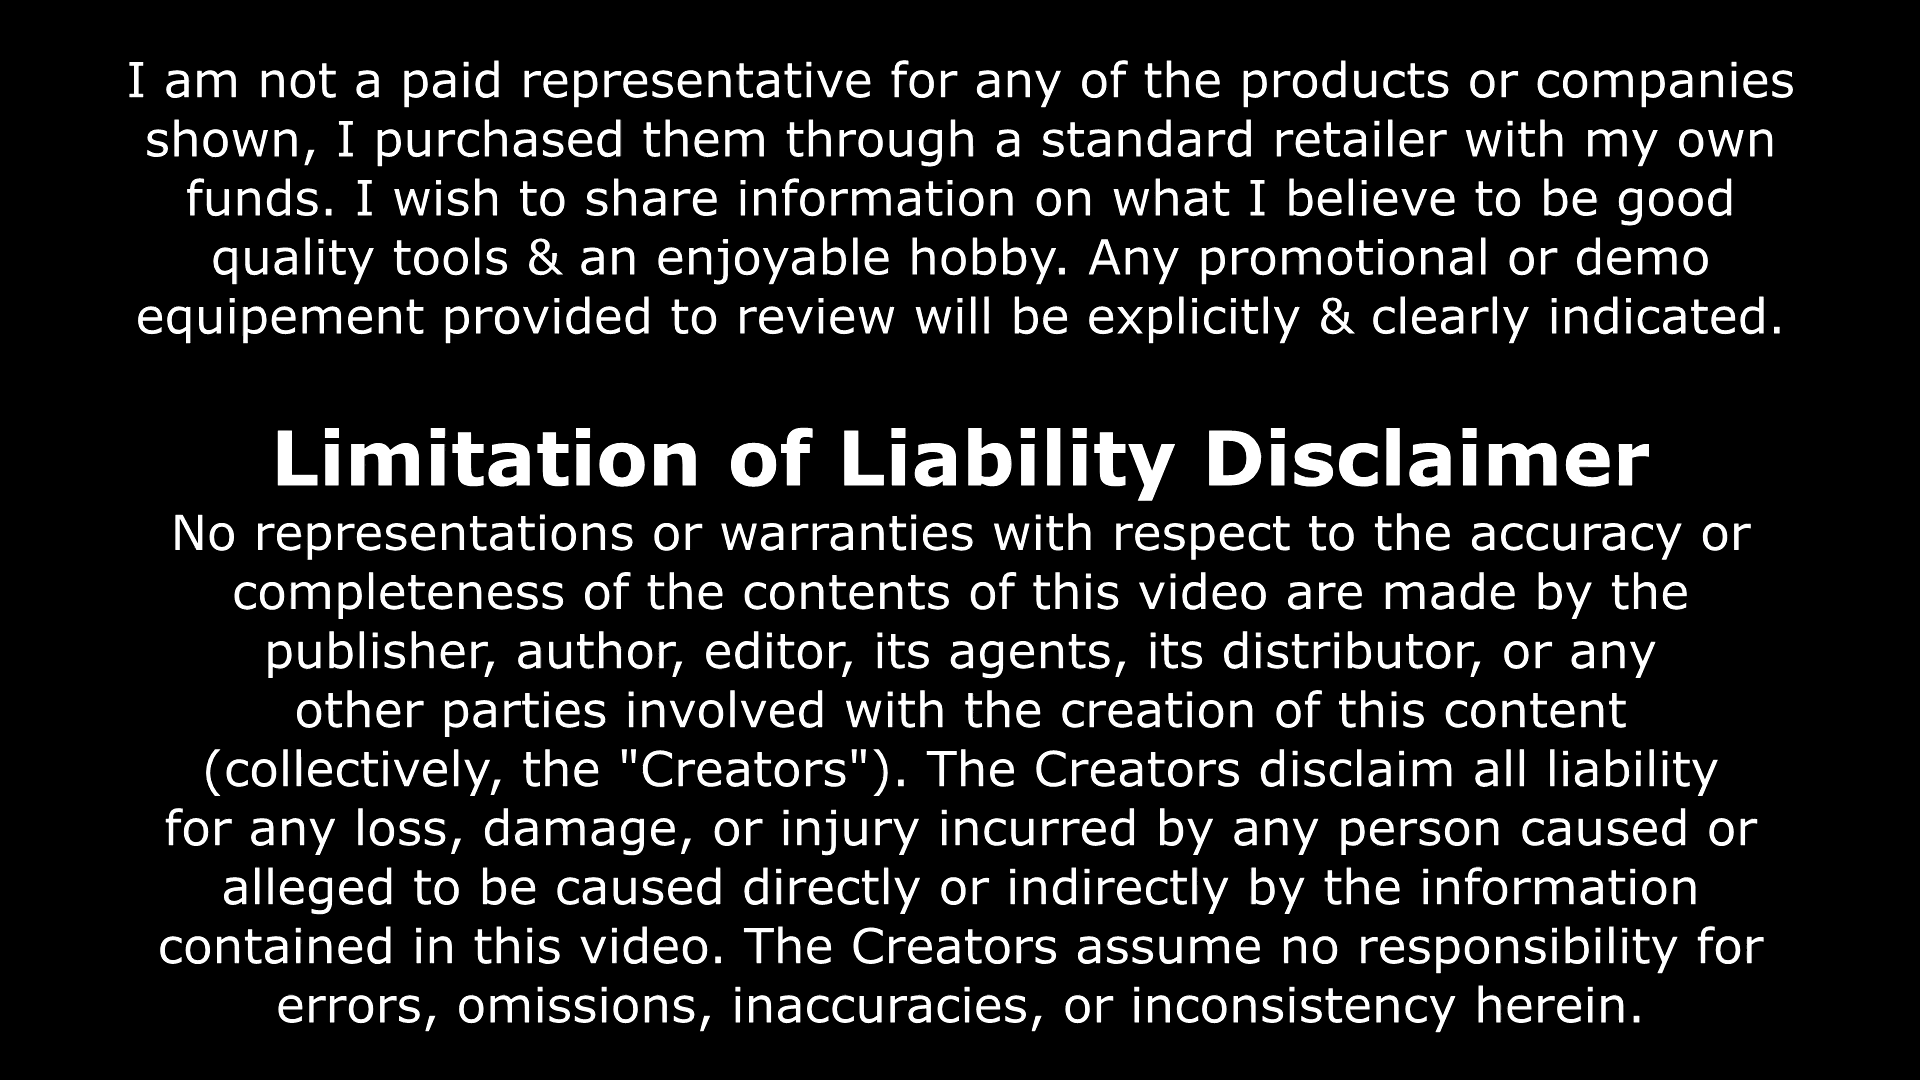 I am not a paid representative for any of the products or companies
shown, I purchased them through a standard retailer with my own
funds. I wish to share information on what I believe to be good
quality tools & an enjoyable hobby. Any promotional or demo
equipement provided to review will be explicitly & clearly indicated.
Limitation of Liability Disclaimer
No representations or warranties with respect to the accuracy or
completeness of the contents of this video are made by the
publisher, author, editor, its agents, its distributor, or any
other parties involved with the creation of this content
(collectively, the "Creators"). The Creators disclaim all liability
for any loss, damage, or injury incurred by any person caused or
alleged to be caused directly or indirectly by the information
contained in this video. The Creators assume no responsibility for
errors, omissions, inaccuracies, or inconsistency herein.